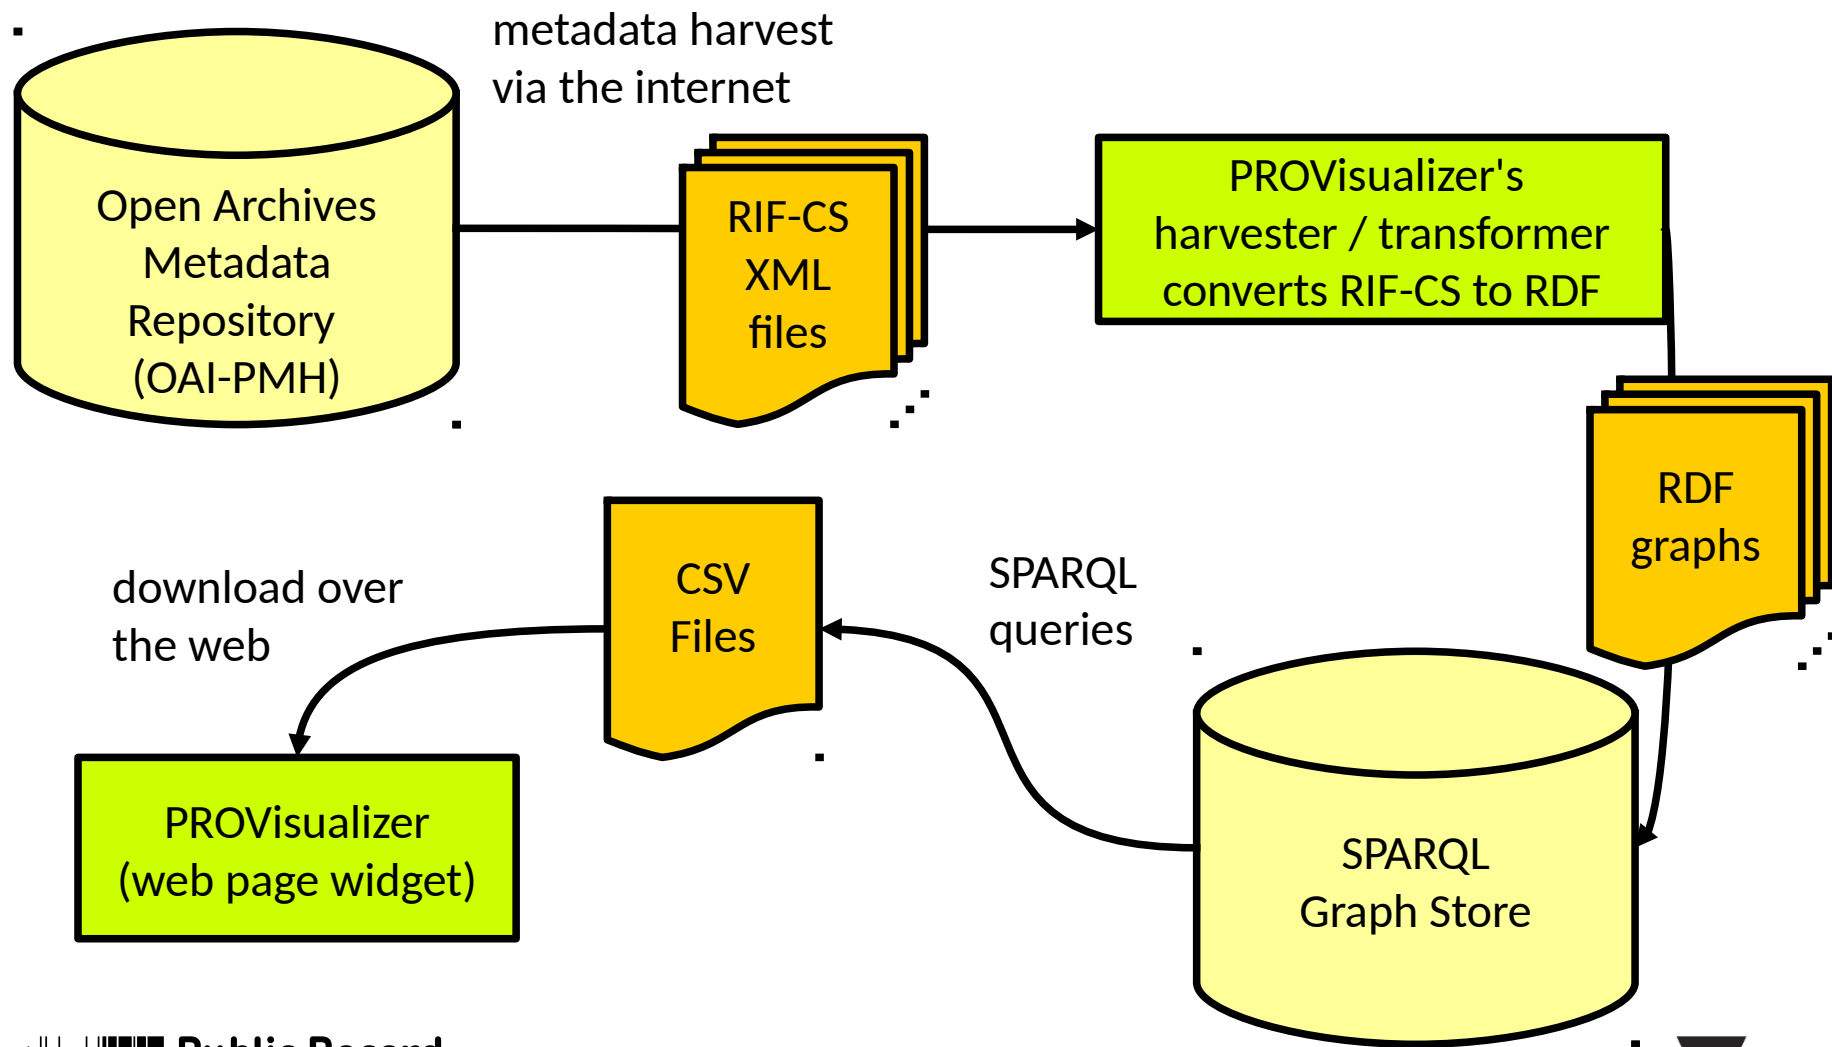 metadata harvest
via the internet
Open Archives
Metadata
Repository
(OAI-PMH)
RIF-CS
XML
files
PROVisualizer's
harvester / transformer
converts RIF-CS to RDF
RDF
graphs
SPARQL
Graph Store
SPARQL
queries
CSV
Files
download over
the web
PROVisualizer
(web page widget)
Public Record